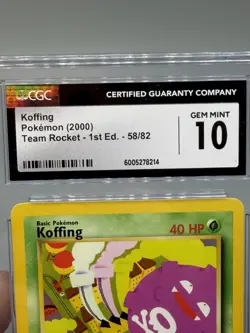 CGC
CERTIFIED GUARANTY COMPANY
Koffing
Pokémon (2000)
Team Rocket - 1st Ed. - 58/82
GEM MINT
10
6005278214
Basic Pokémon
Koffing
40 HP